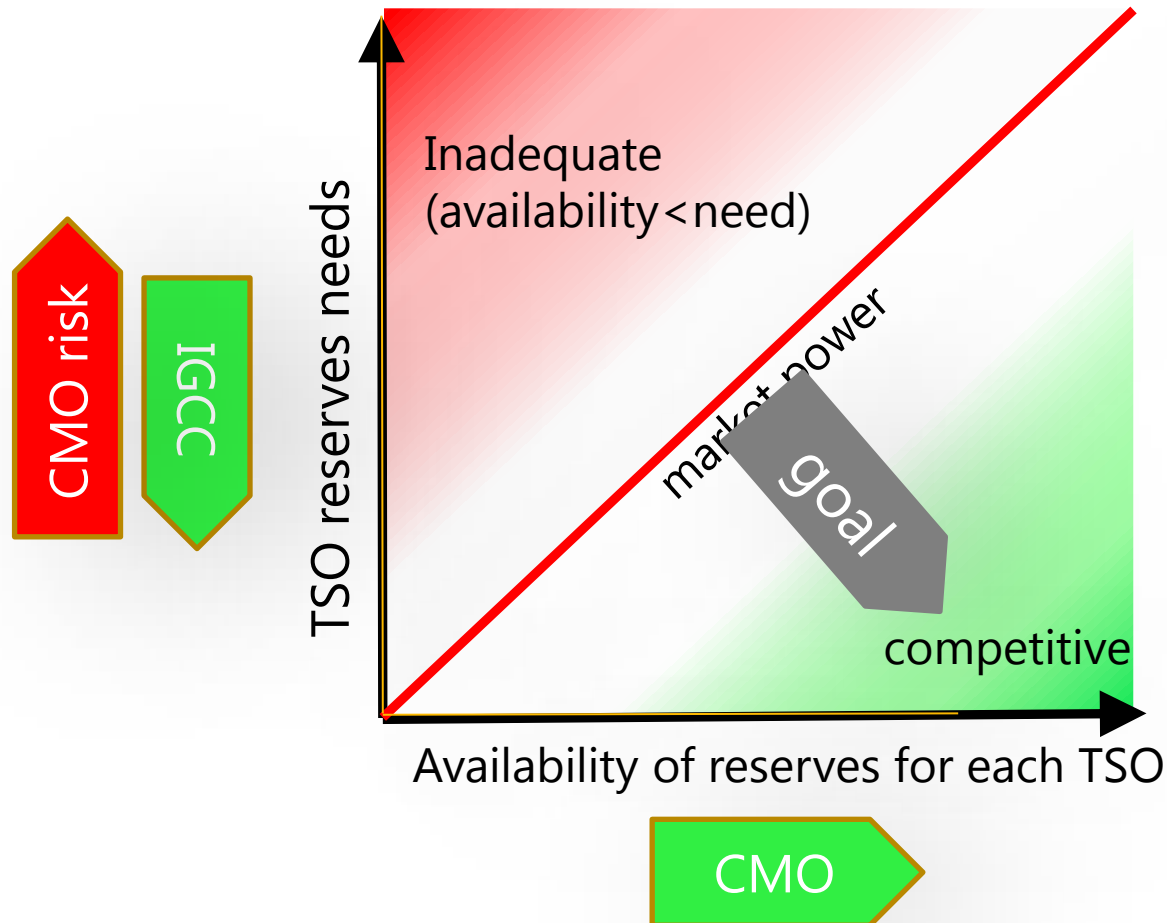 Inadequate
(availability<need)
TSO reserves needs
CMO risk
IGCC
market power
goal
competitive
Availability of reserves for each TSO
CMO